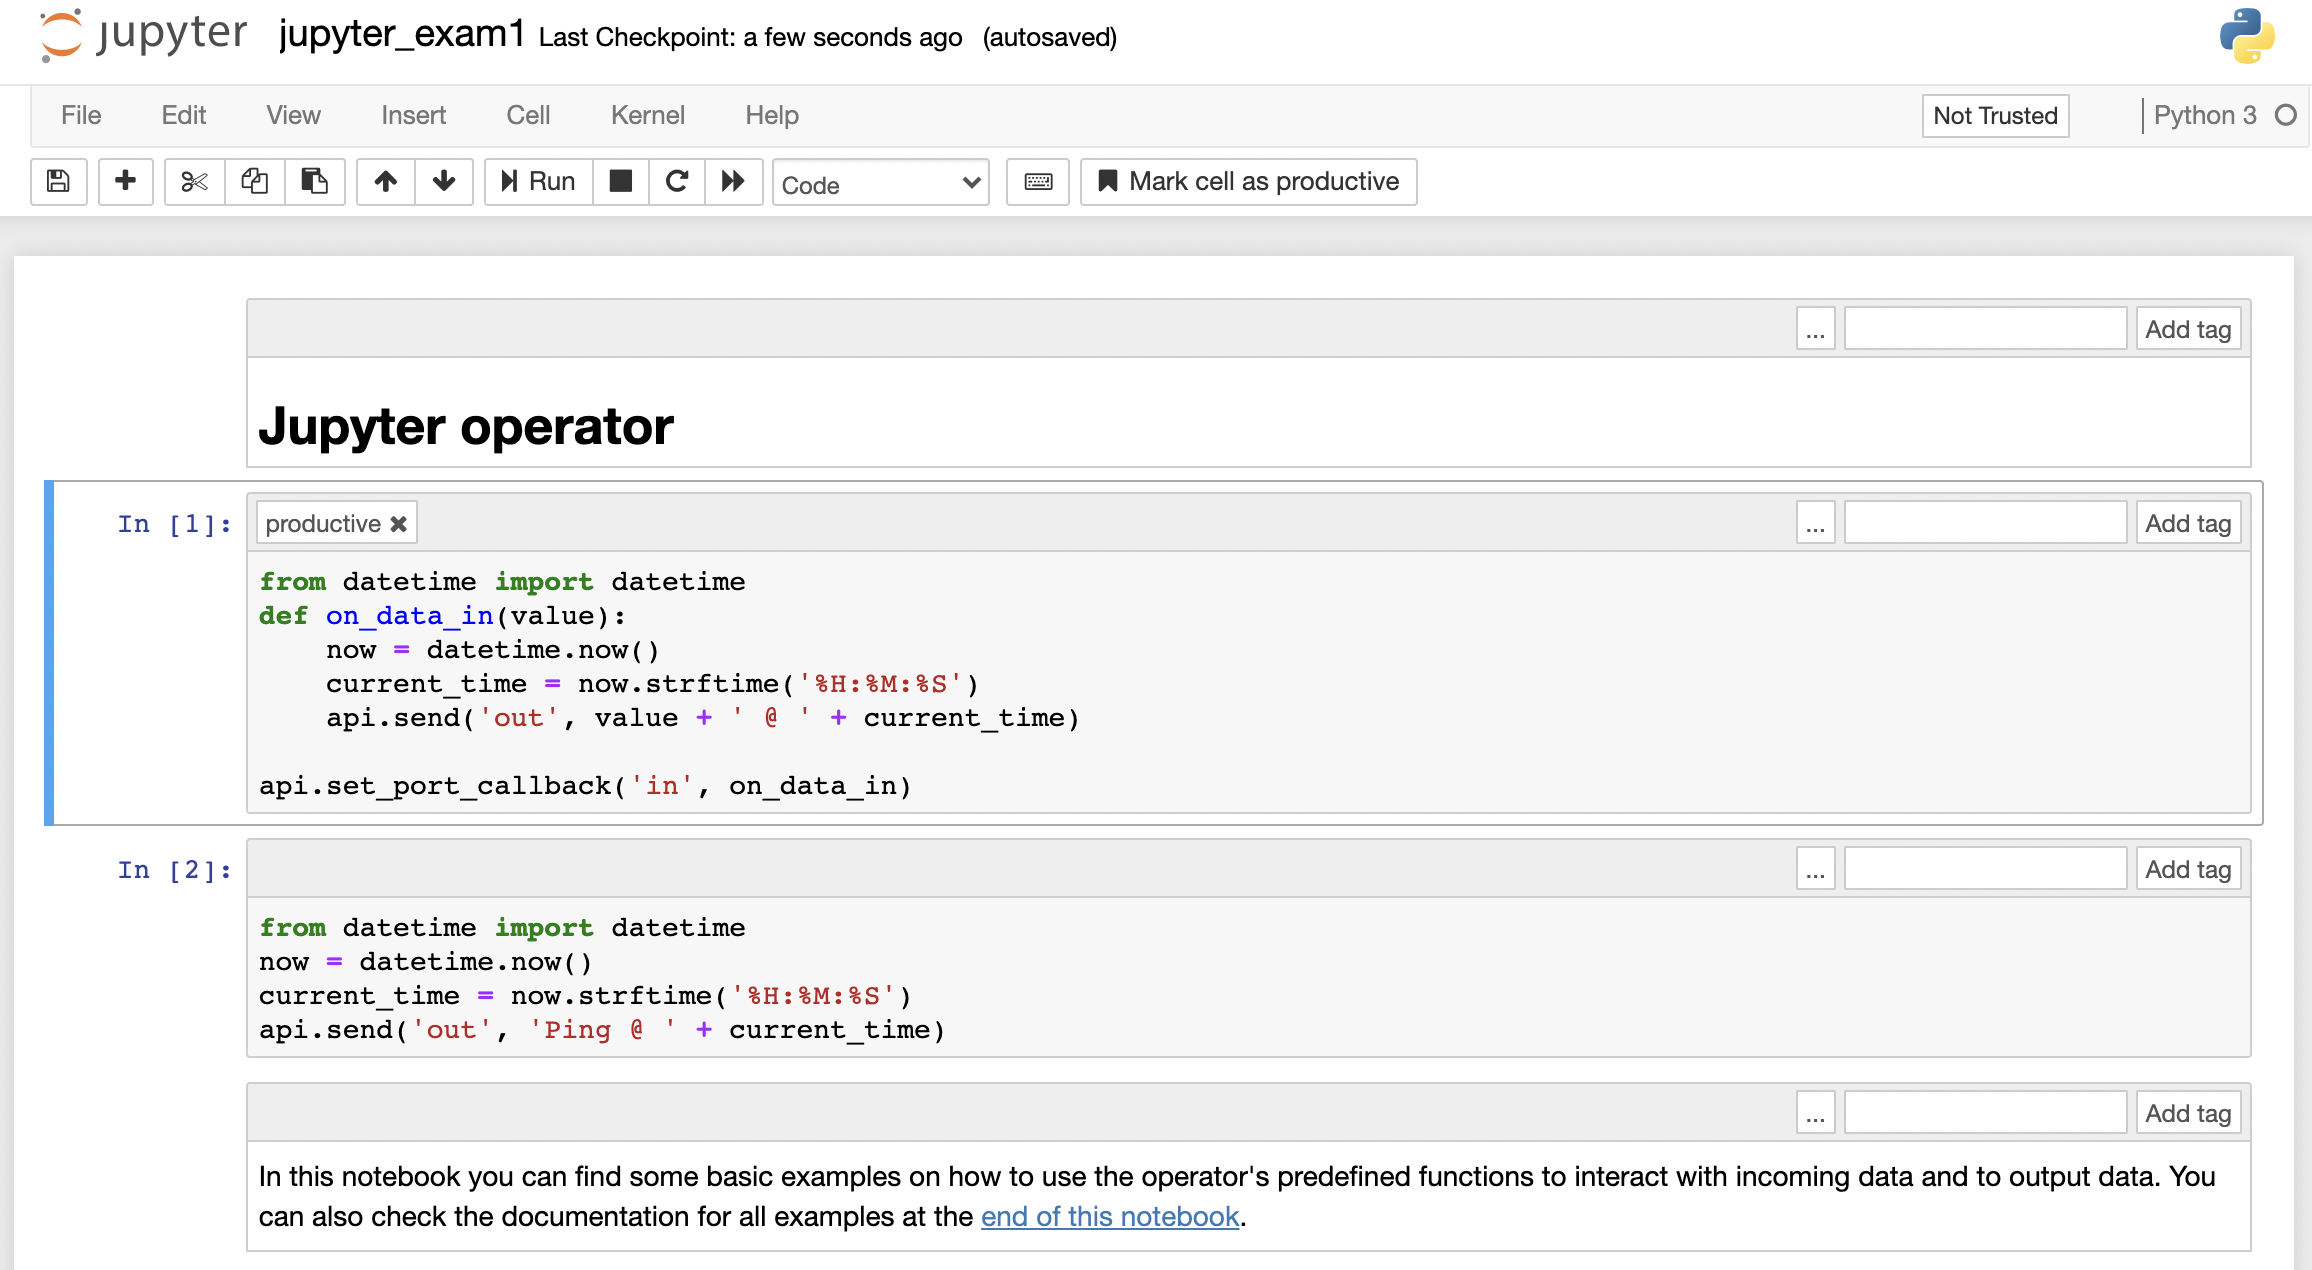 jupyter jupyter_exam1 Last Checkpoint: a few seconds ago (autosaved)
File Edit View Insert Cell Kernel Help Not Trusted Python 3
Run Code Mark cell as productive
... Add tag
Jupyter operator
In [1]: productive ... Add tag
from datetime import datetime
def on_data_in(value):
    now = datetime.now()
    current_time = now.strftime('%H:%M:%S')
    api.send('out', value + ' @ ' + current_time)
api.set_port_callback('in', on_data_in)
In [2]: ... Add tag
from datetime import datetime
now = datetime.now()
current_time = now.strftime('%H:%M:%S')
api.send('out', 'Ping @ ' + current_time)
... Add tag
In this notebook you can find some basic examples on how to use the operator's predefined functions to interact with incoming data and to output data. You
can also check the documentation for all examples at the end of this notebook.